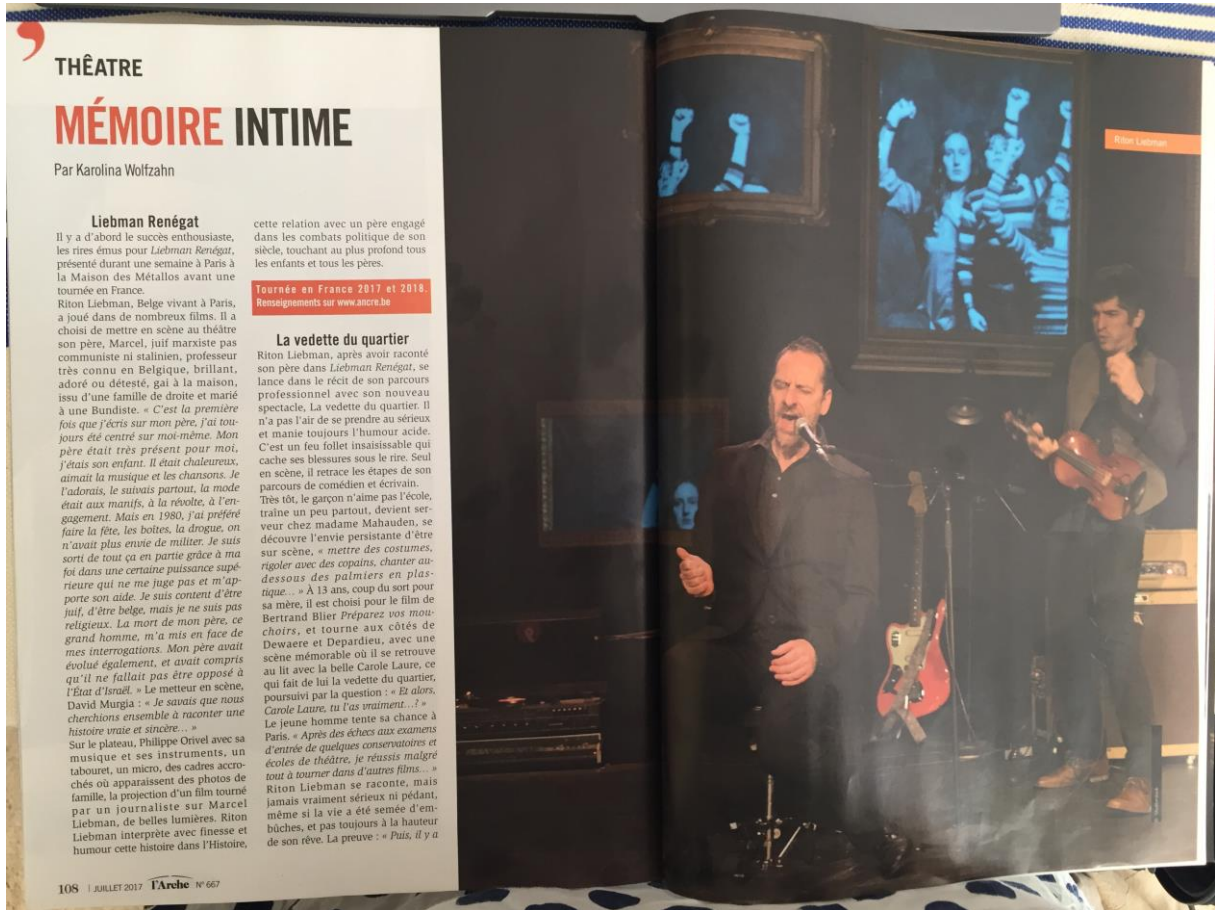 THÊATRE
MÉMOIRE INTIME
Par Karolina Wolfzahn
Liebman Renégat
Il y a d'abord le succès enthousiaste,
les rires émus pour Liebman Renégat,
présenté durant une semaine à Paris à
la Maison des Métallos avant une
tournée en France.
Riton Liebman, Belge vivant à Paris,
a joué dans de nombreux films. Il a
choisi de mettre en scène au théâtre
son père, Marcel, juif marxiste pas
communiste ni stalinien, professeur
très connu en Belgique, brillant,
adoré ou détesté, gai à la maison,
issu d'une famille de droite et marié
à une Bundiste. « C'est la première
fois que j'écris sur mon père, j'ai tou-
jours été centré sur moi-même. Mon
père était très présent pour moi,
j'étais son enfant. Il était chaleureux,
aimait la musique et les chansons. Je
l'adorais, le suivais partout, la mode
était aux manifs, à la révolte, à l'en-
gagement. Mais en 1980, j'ai préféré
faire la fête, les boîtes, la drogue, on
n'avait plus envie de militer. Je suis
sorti de tout ça en partie grâce à ma
foi dans une certaine puissance supé-
rieure qui ne me juge pas et m'ap-
porte son aide. Je suis content d'être
juif, d'être belge, mais je ne suis pas
religieux. La mort de mon père, ce
grand homme, m'a mis en face de
mes interrogations. Mon père avait
évolué également, et avait compris
qu'il ne fallait pas être opposé à
l'État d'Israël. » Le metteur en scène,
David Murgia : « Je savais que nous
cherchions ensemble à raconter une
histoire vraie et sincère... »
Sur le plateau, Philippe Orivel avec sa
musique et ses instruments, un
tabouret, un micro, des cadres accro-
chés où apparaissent des photos de
famille, la projection d'un film tourné
par un journaliste sur Marcel
Liebman, de belles lumières. Riton
Liebman interprète avec finesse et
humour cette histoire dans l'Histoire,
cette relation avec un père engagé
dans les combats politique de son
siècle, touchant au plus profond tous
les enfants et tous les pères.
Tournée en France 2017 et 2018.
Renseignements sur www.ancre.be
La vedette du quartier
Riton Liebman, après avoir raconté
son père dans Liebman Renégat, se
lance dans le récit de son parcours
professionnel avec son nouveau
spectacle, La vedette du quartier. Il
n'a pas l'air de se prendre au sérieux
et manie toujours l'humour acide.
C'est un feu follet insaisissable qui
cache ses blessures sous le rire. Seul
en scène, il retrace les étapes de son
parcours de comédien et écrivain.
Très tôt, le garçon n'aime pas l'école,
traîne un peu partout, devient ser-
veur chez madame Mahauden, se
découvre l'envie persistante d'être
sur scène, « mettre des costumes,
rigoler avec des copains, chanter au-
dessous des palmiers en plas-
tique... » À 13 ans, coup du sort pour
sa mère, il est choisi pour le film de
Bertrand Blier Préparez vos mou-
choirs, et tourne aux côtés de
Dewaere et Depardieu, avec une
scène mémorable où il se retrouve
au lit avec la belle Carole Laure, ce
qui fait de lui la vedette du quartier,
poursuivi par la question : « Et alors,
Carole Laure, tu l'as vraiment...? »
Le jeune homme tente sa chance à
Paris. « Après des échecs aux examens
d'entrée de quelques conservatoires et
écoles de théâtre, je réussis malgré
tout à tourner dans d'autres films... »
Riton Liebman se raconte, mais
jamais vraiment sérieux ni pédant,
même si la vie a été semée d'em-
bûches, et pas toujours à la hauteur
de son rêve. La preuve : « Puis, il y a
108 | JUILLET 2017 l'Arche N° 667
Riton Liebman